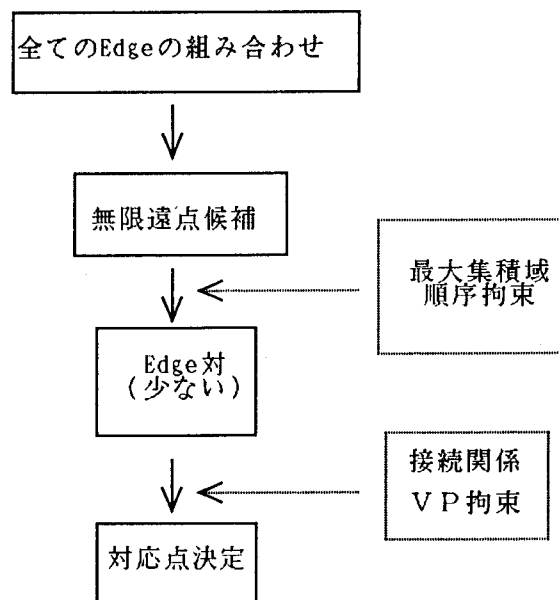 全てのEdgeの組み合わせ
無限遠点候補
最大集積域
順序拘束
Edge対
(少ない)
接続関係
ＶＰ拘束
対応点決定